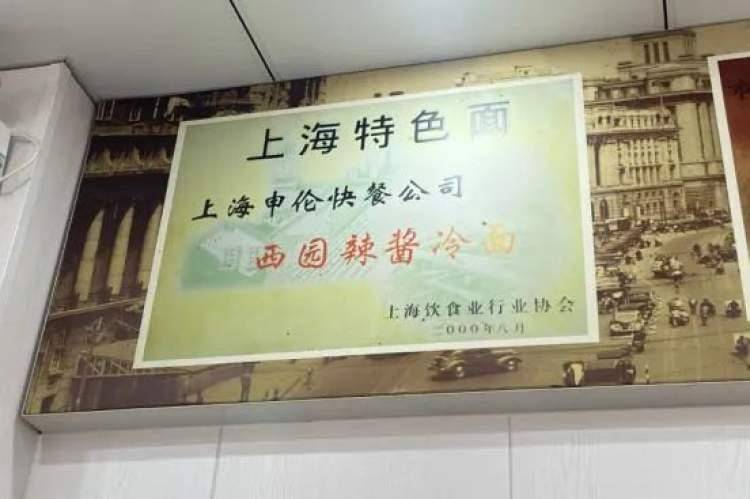 上海特色面
上海申伦快餐公司
西园辣酱冷面
上海饮食业行业协会
二000年八月